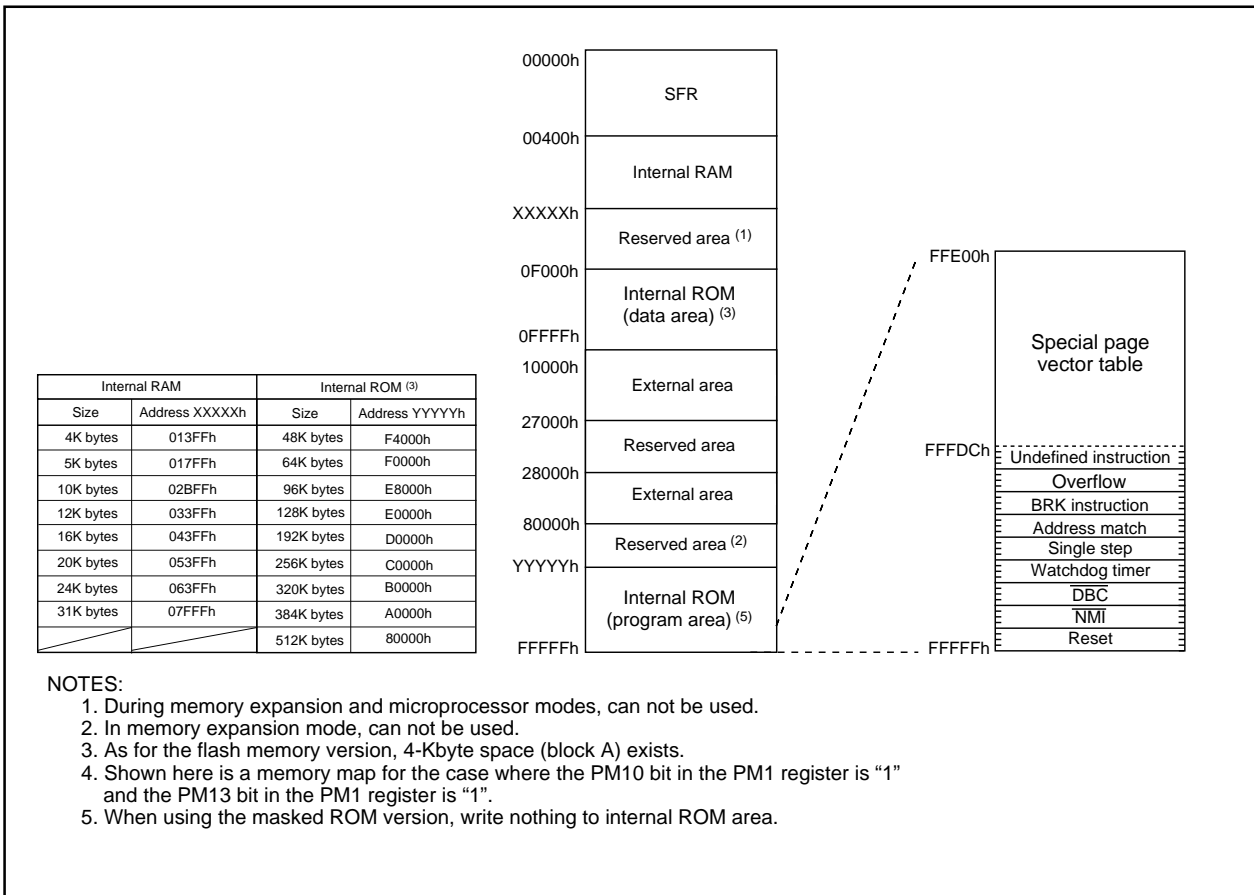 00000h
SFR
00400h
Internal RAM
XXXXXh
Reserved area (1)
0F000h
Internal ROM
(data area) (3)
0FFFFh
10000h
External area
27000h
Reserved area
28000h
External area
80000h
Reserved area (2)
YYYYYh
Internal ROM
(program area) (5)
FFFFFh
FFE00h
Special page
vector table
FFFDCh
Undefined instruction
Overflow
BRK instruction
Address match
Single step
Watchdog timer
DBC
NMI
Reset
FFFFFh
Internal RAM Internal ROM (3)
Size Address XXXXXh Size Address YYYYYh
4K bytes 013FFh 48K bytes F4000h
5K bytes 017FFh 64K bytes F0000h
10K bytes 02BFFh 96K bytes E8000h
12K bytes 033FFh 128K bytes E0000h
16K bytes 043FFh 192K bytes D0000h
20K bytes 053FFh 256K bytes C0000h
24K bytes 063FFh 320K bytes B0000h
31K bytes 07FFFh 384K bytes A0000h
512K bytes 80000h
NOTES:
1. During memory expansion and microprocessor modes, can not be used.
2. In memory expansion mode, can not be used.
3. As for the flash memory version, 4-Kbyte space (block A) exists.
4. Shown here is a memory map for the case where the PM10 bit in the PM1 register is “1”
and the PM13 bit in the PM1 register is “1”.
5. When using the masked ROM version, write nothing to internal ROM area.